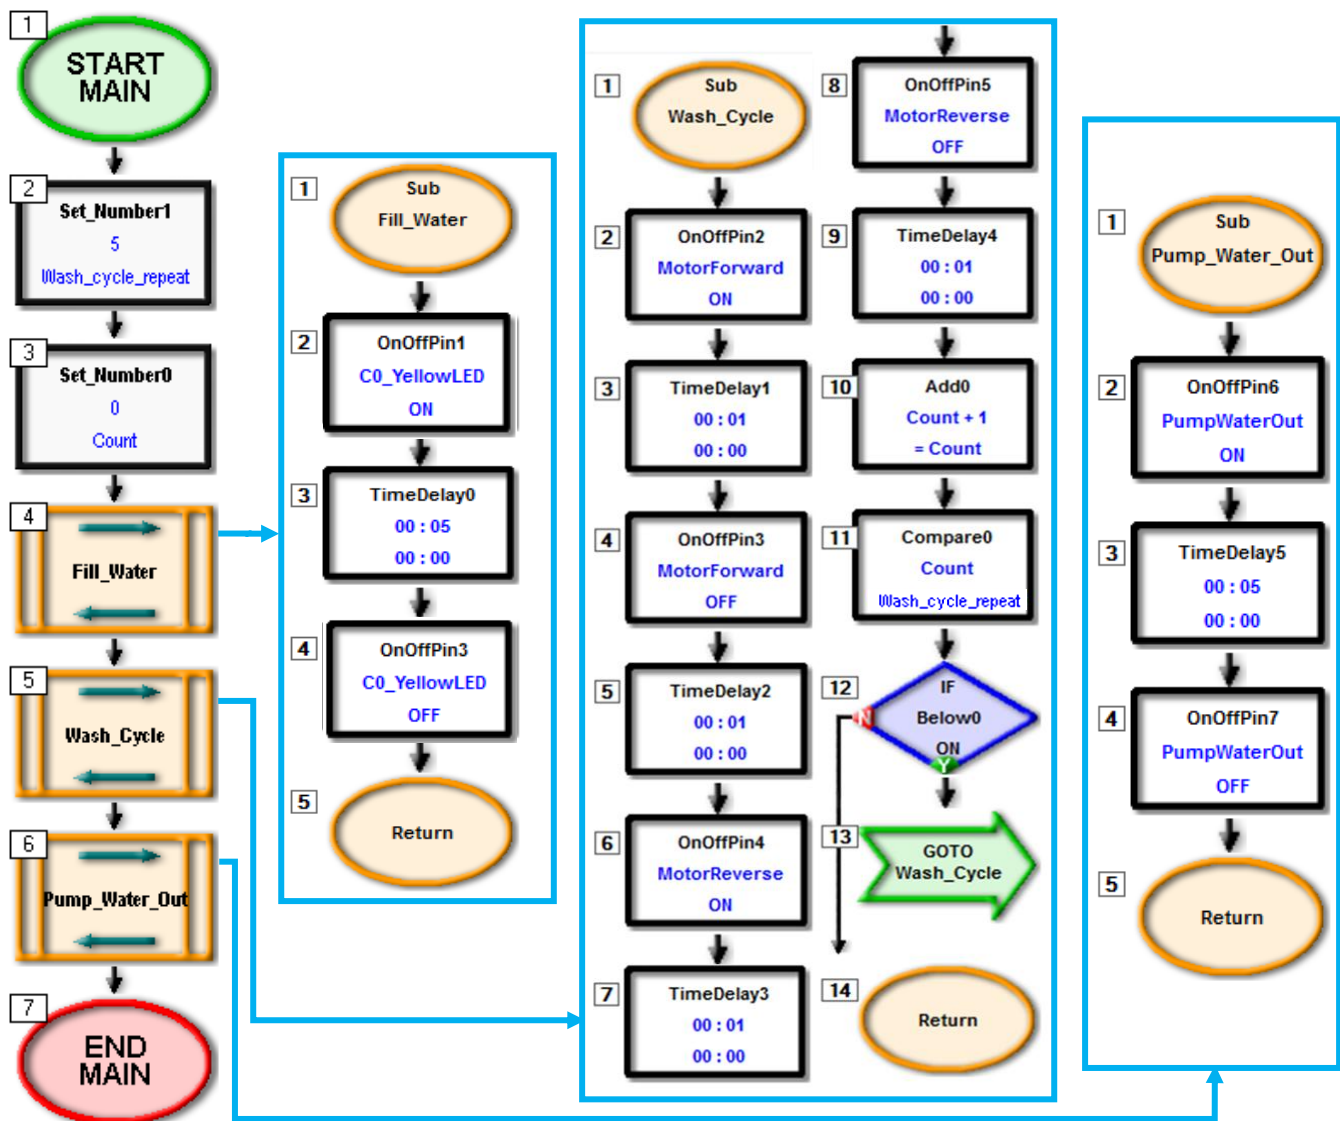 1
START
MAIN
2
Set_Number1
5
Wash_cycle_repeat
3
Set_Number0
0
Count
4
Fill_Water
5
Wash_Cycle
6
Pump_Water_Out
7
END
MAIN
1
Sub
Fill_Water
2
OnOffPin1
C0_YellowLED
ON
3
TimeDelay0
00 : 05
00 : 00
4
OnOffPin3
C0_YellowLED
OFF
5
Return
1
Sub
Wash_Cycle
2
OnOffPin2
MotorForward
ON
3
TimeDelay1
00 : 01
00 : 00
4
OnOffPin3
MotorForward
OFF
5
TimeDelay2
00 : 01
00 : 00
6
OnOffPin4
MotorReverse
ON
7
TimeDelay3
00 : 01
00 : 00
8
OnOffPin5
MotorReverse
OFF
9
TimeDelay4
00 : 01
00 : 00
10
Add0
Count + 1
= Count
11
Compare0
Count
Wash_cycle_repeat
12
IF
Below0
ON
N
Y
13
GOTO
Wash_Cycle
14
Return
1
Sub
Pump_Water_Out
2
OnOffPin6
PumpWaterOut
ON
3
TimeDelay5
00 : 05
00 : 00
4
OnOffPin7
PumpWaterOut
OFF
5
Return